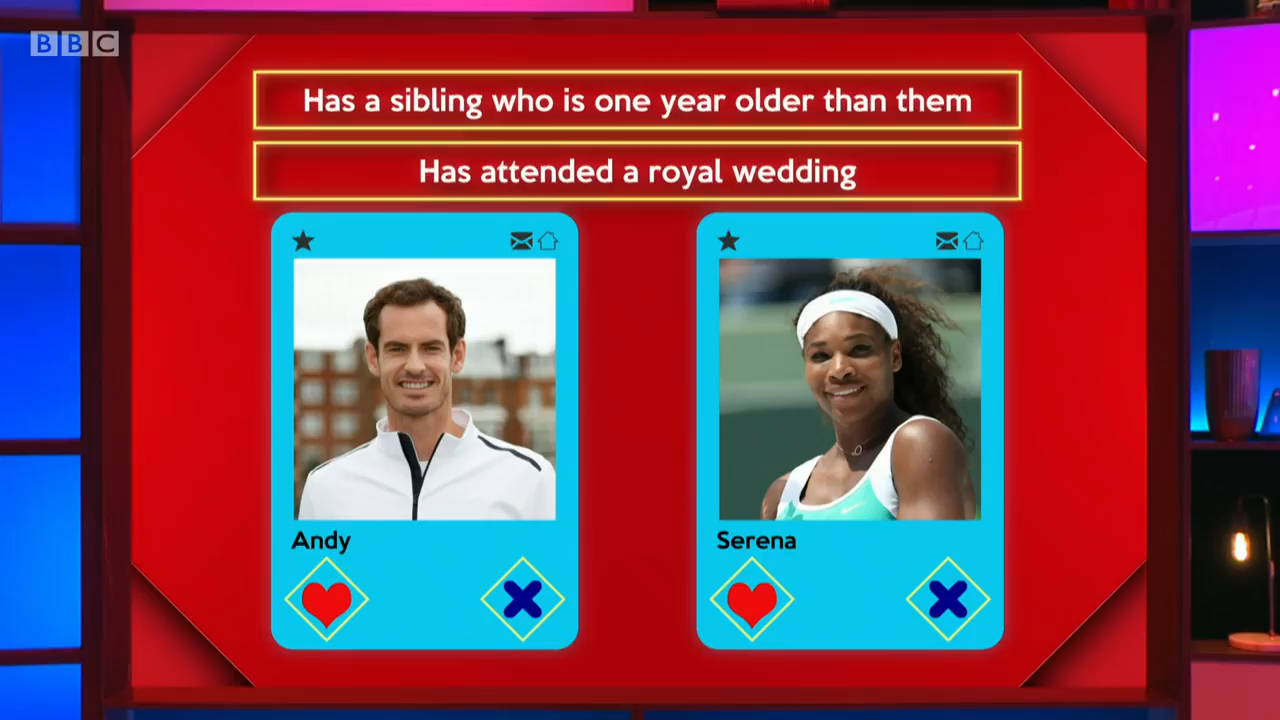 BBC
Has a sibling who is one year older than them
Has attended a royal wedding
Andy
Serena